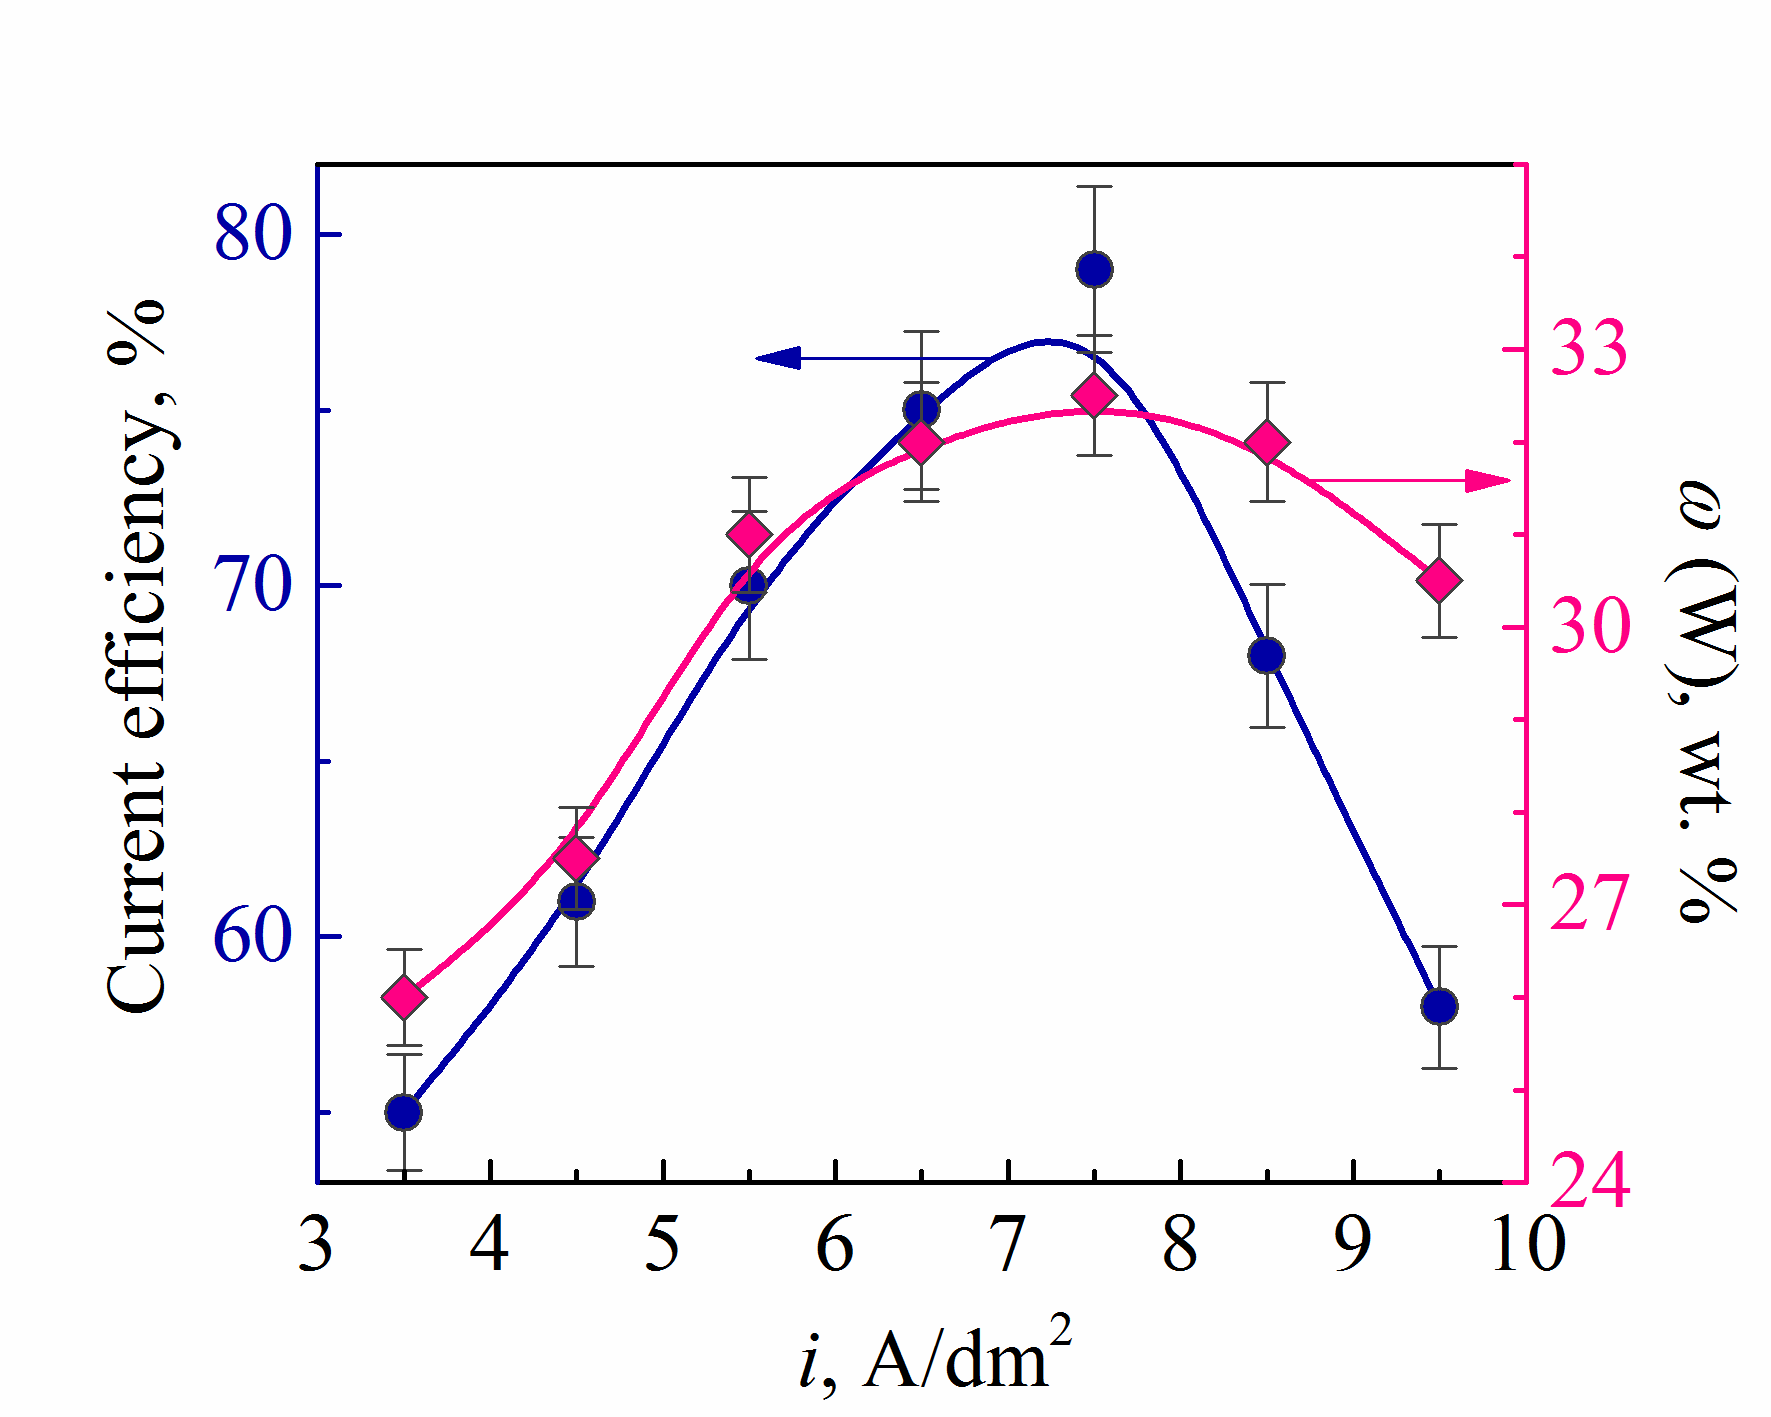 Current efficiency, %
80
70
60
33
30
27
24
ω (W), wt. %
3 4 5 6 7 8 9 10
i, A/dm²